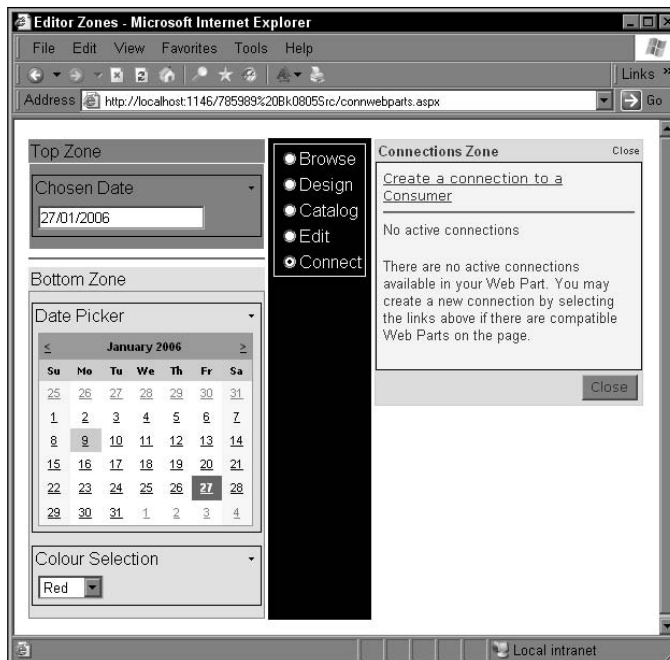 Editor Zones - Microsoft Internet Explorer
File Edit View Favorites Tools Help
Links »
Address http://localhost:1146/785989%20Bk0805Src/connwebparts.aspx Go
Top Zone
Chosen Date
27/01/2006
Bottom Zone
Date Picker
< January 2006 >
Su Mo Tu We Th Fr Sa
25 26 27 28 29 30 31
1 2 3 4 5 6 7
8 9 10 11 12 13 14
15 16 17 18 19 20 21
22 23 24 25 26 27 28
29 30 31 1 2 3 4
Colour Selection
Red
Browse
Design
Catalog
Edit
Connect
Connections Zone Close
Create a connection to a
Consumer
No active connections
There are no active connections
available in your Web Part. You may
create a new connection by selecting
the links above if there are compatible
Web Parts on the page.
Close
Local intranet